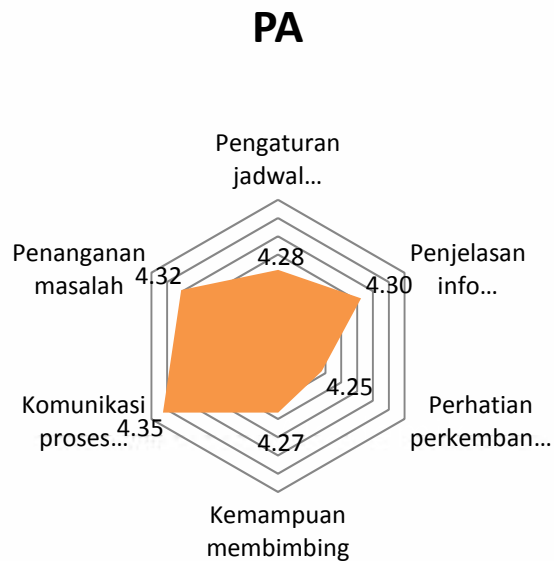 PA
Pengaturan
jadwal...
4.28
Penjelasan
info...
4.30
Perhatian
perkemban...
4.25
Kemampuan
membimbing
4.27
Komunikasi
proses...
4.35
Penanganan
masalah
4.32